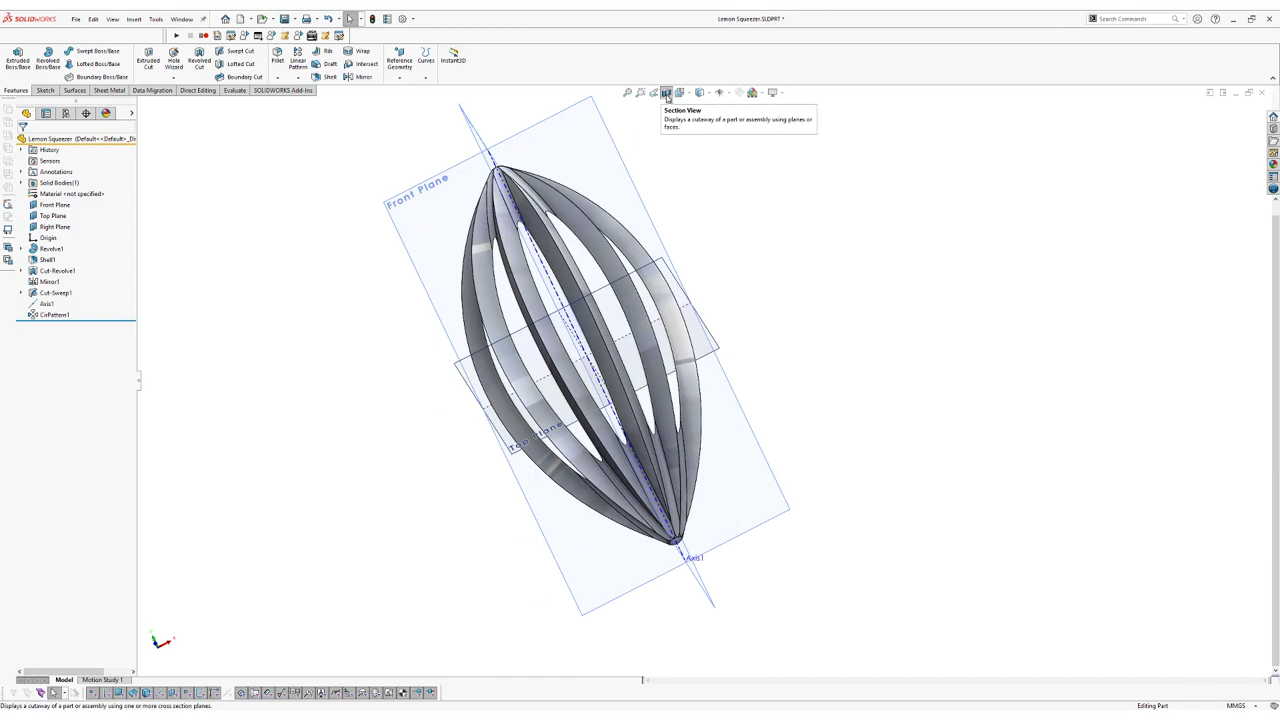 SOLIDWORKS File Edit View Insert Tools Window
Lemon Squeezer.SLDPRT *
Search Commands
Extruded Boss/Base
Revolved Boss/Base
Swept Boss/Base
Lofted Boss/Base
Boundary Boss/Base
Extruded Cut
Hole Wizard
Revolved Cut
Swept Cut
Lofted Cut
Boundary Cut
Fillet
Linear Pattern
Rib
Draft
Shell
Wrap
Intersect
Mirror
Reference Geometry
Curves
Instant3D
Features Sketch Surfaces Sheet Metal Data Migration Direct Editing Evaluate SOLIDWORKS Add-Ins
Section View
Displays a cutaway of a part or assembly using planes or
faces.
Lemon Squeezer (Default<<Default>_Di
History
Sensors
Annotations
Solid Bodies(1)
Material <not specified>
Front Plane
Top Plane
Right Plane
Origin
Revolve1
Shell1
Cut-Revolve1
Mirror1
Cut-Sweep1
Axis1
CirPattern1
Front Plane
Top Plane
Axis1
Model Motion Study 1
Displays a cutaway of a part or assembly using one or more cross section planes.
Editing Part
MMGS